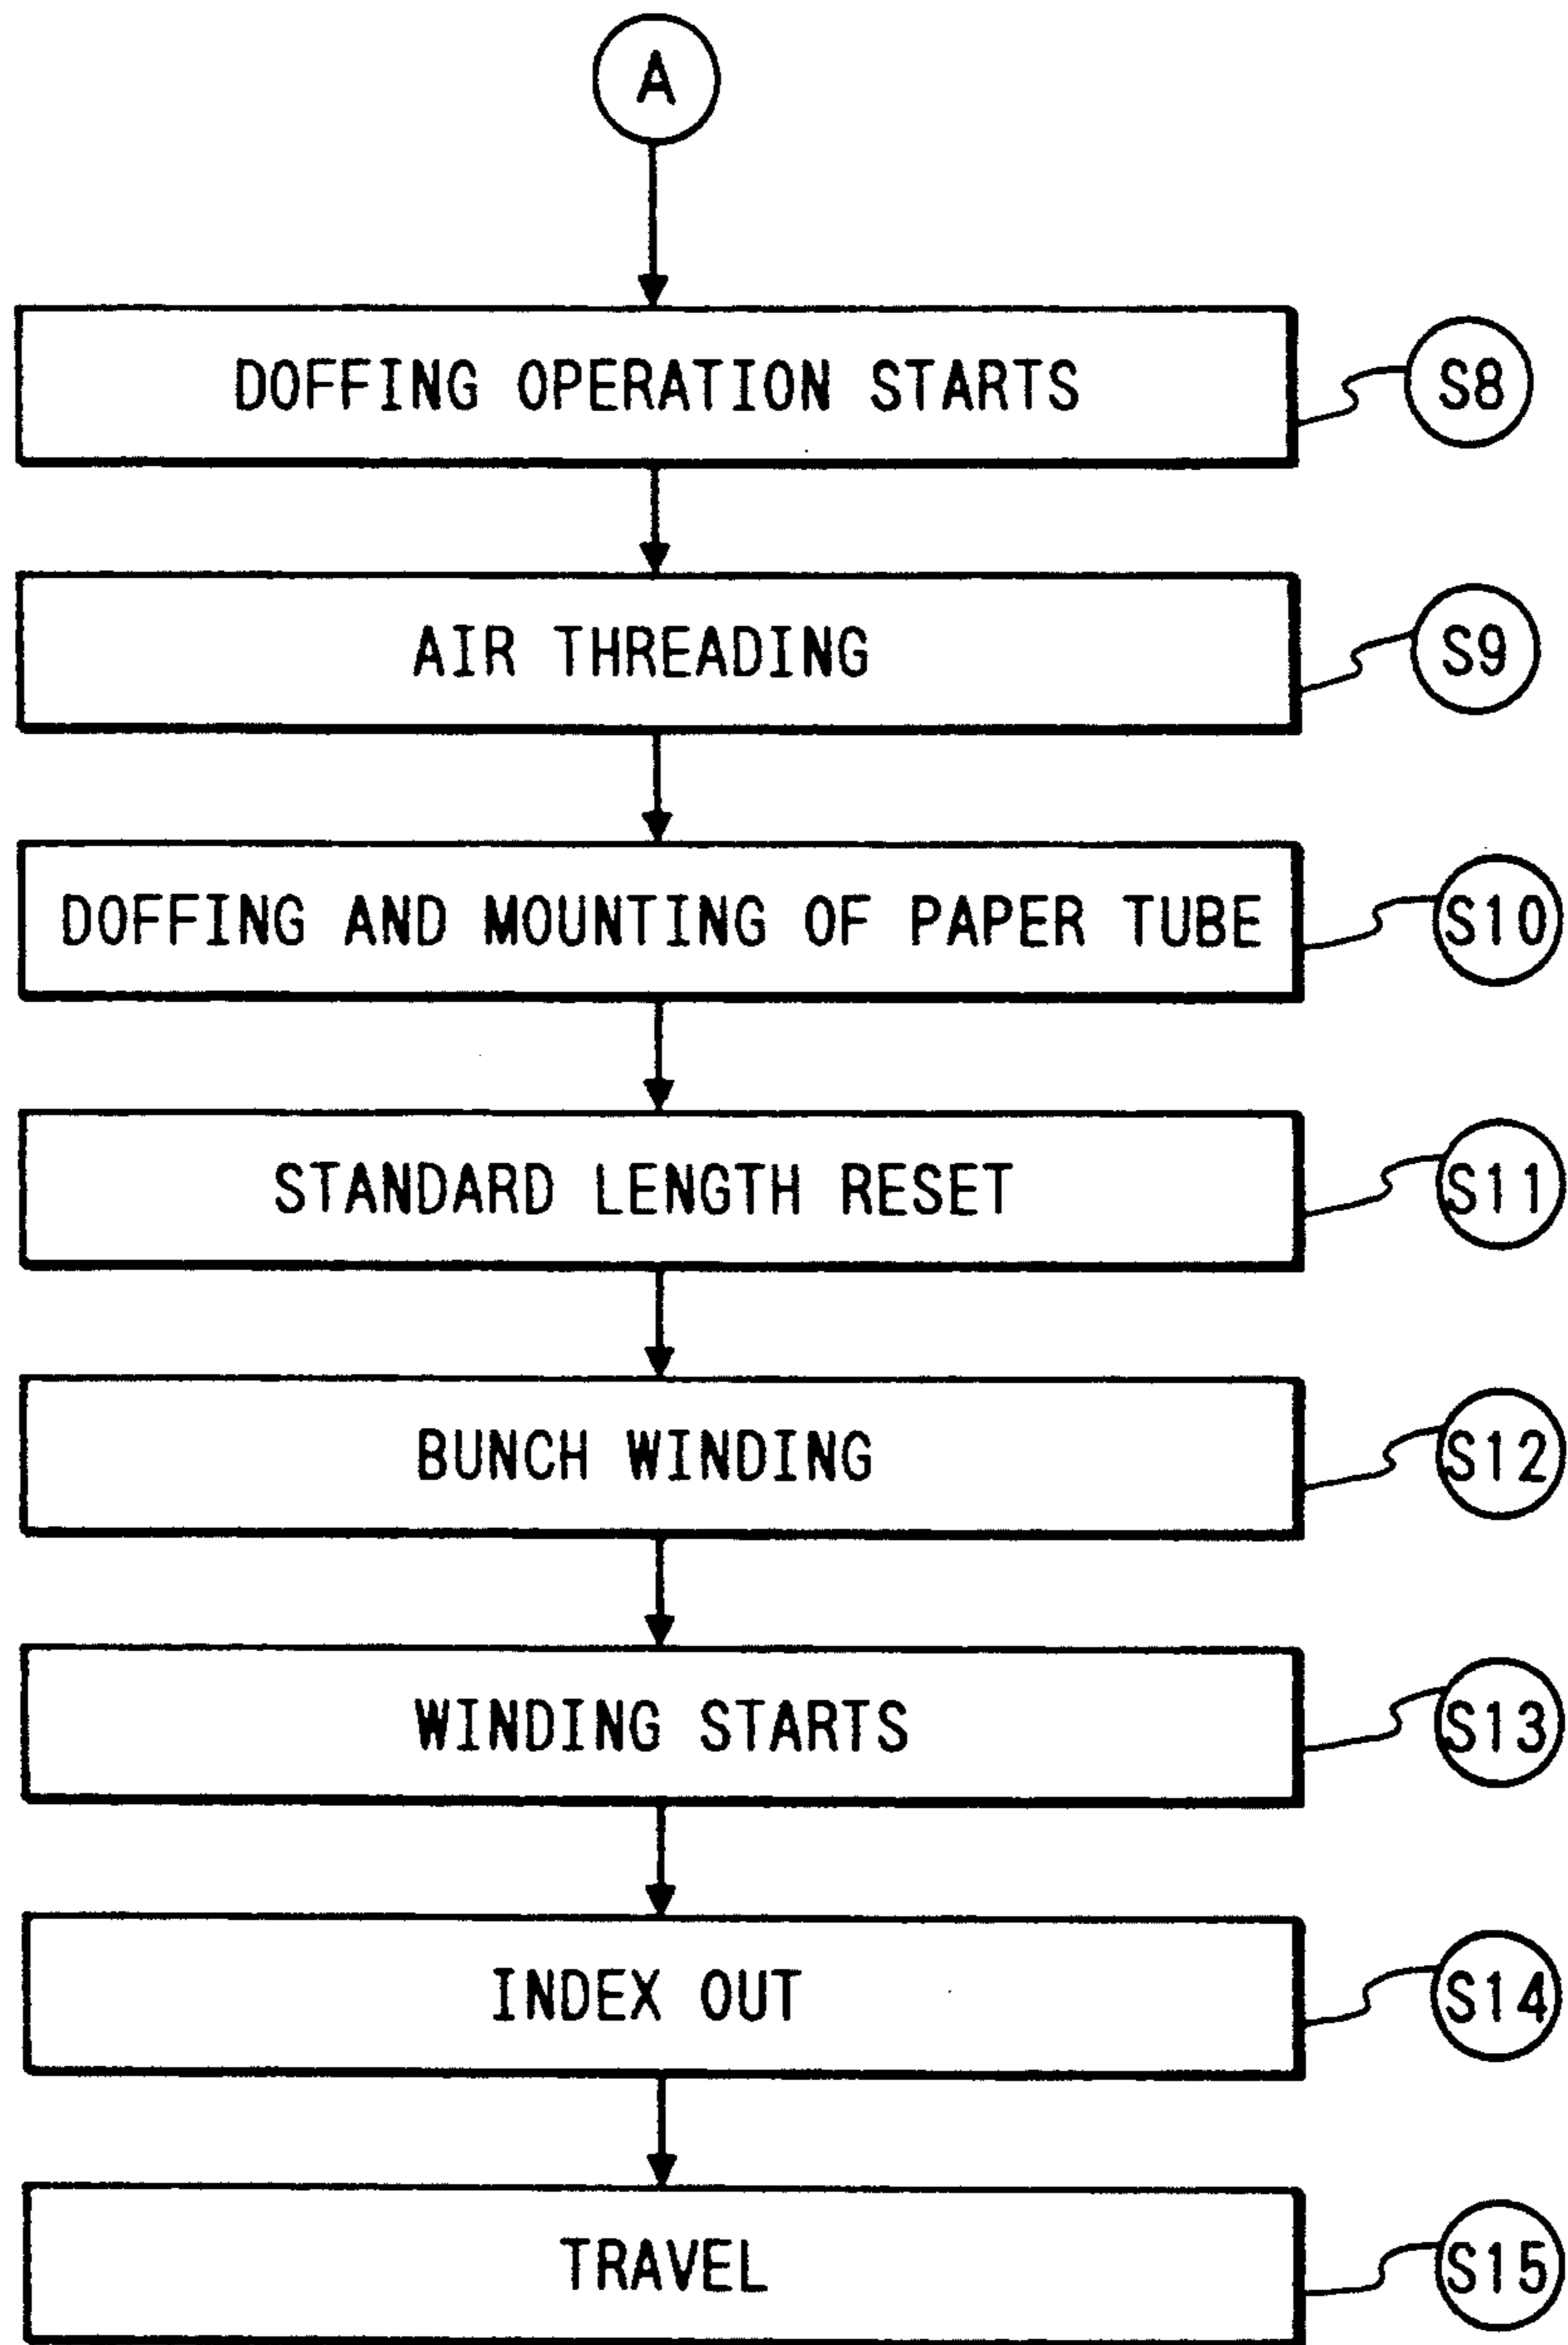 A
DOFFING OPERATION STARTS
S8
AIR THREADING
S9
DOFFING AND MOUNTING OF PAPER TUBE
S10
STANDARD LENGTH RESET
S11
BUNCH WINDING
S12
WINDING STARTS
S13
INDEX OUT
S14
TRAVEL
S15